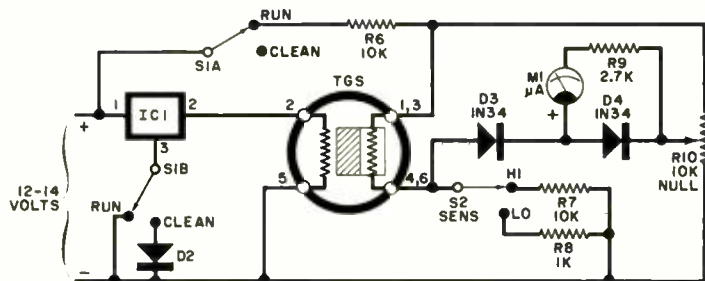 RUN
S1A
CLEAN
R6
10K
TGS
M1
µA
+
R9
2.7K
D3
1N34
D4
1N34
+
1
IC1
2
3
2
1,3
5
4,6
S1B
12-14
VOLTS
RUN
CLEAN
D2
-
S2
SENS
HI
LO
R7
10K
R8
1K
R10
10K
NULL